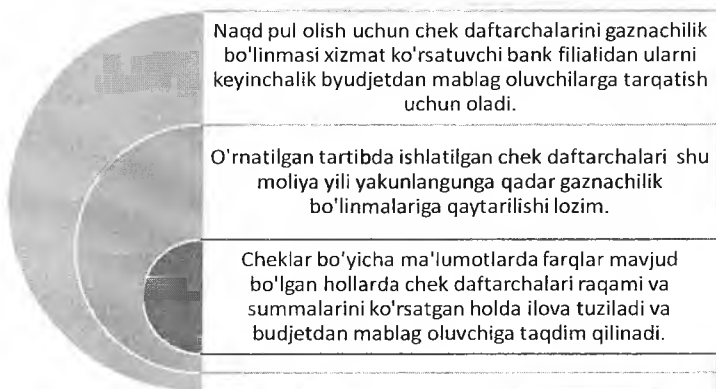 Naqd pul olish uchun chek daftarchalarini gaznachilik
bo'linmasi xizmat ko'rsatuvchi bank filialidan ularni
keyinchalik byudjetdan mablag oluvchilarga tarqatish
uchun oladi.
O'rnatilgan tartibda ishlatilgan chek daftarchalari shu
moliya yili yakunlangunga qadar gaznachilik
bo'linmalariga qaytarilishi lozim.
Cheklar bo'yicha ma'lumotlarda farqlar mavjud
bo'lgan hollarda chek daftarchalari raqami va
summalarini ko'rsatgan holda ilova tuziladi va
budjetdan mablag oluvchiga taqdim qilinadi.